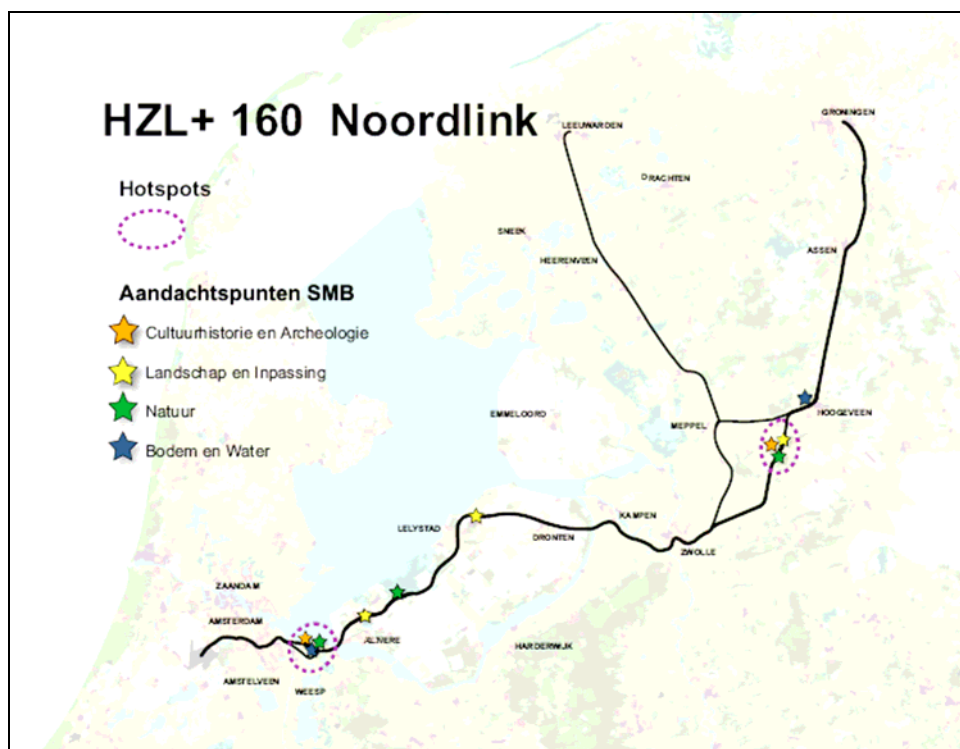 HZL+ 160 Noordlink
Hotspots
Aandachtspunten SMB
Cultuurhistorie en Archeologie
Landschap en Inpassing
Natuur
Bodem en Water
GRONINGEN
LEEUWARDEN
DRACHTEN
SNEEK
HEERENVEEN
ASSEN
EMMELOORD
MEPPEL
HOOGEVEEN
LELYSTAD
KAMPEN
DRONTEN
ZWOLLE
ZAANDAM
AMSTERDAM
ALMERE
HARDERWIJK
AMSTELVEEN
WEESP